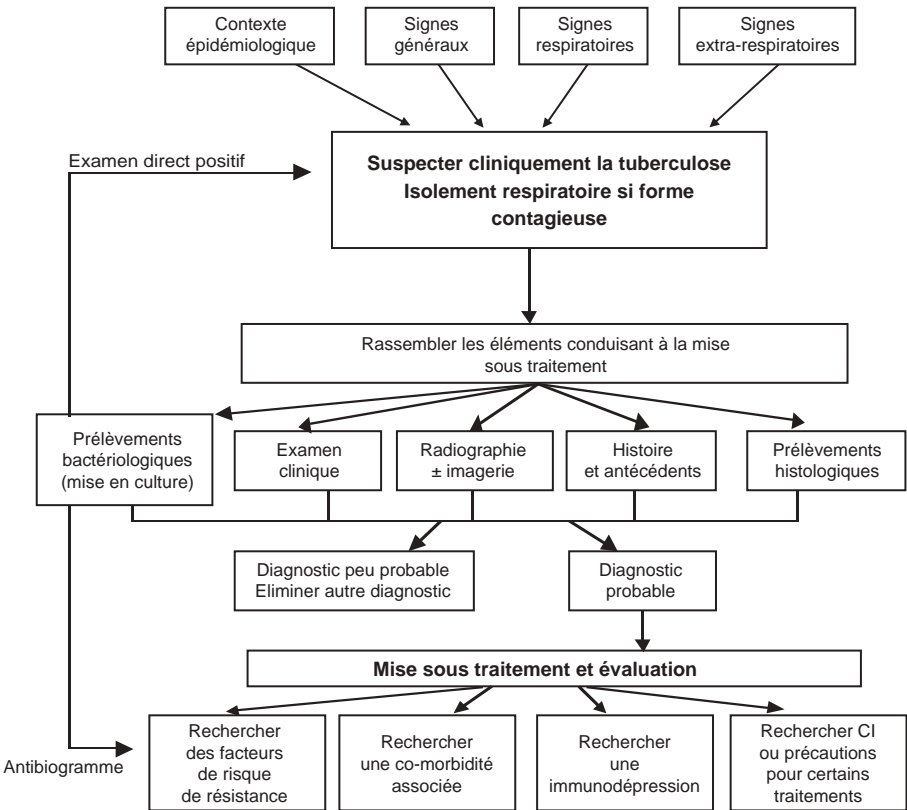 Contexte
épidémiologique
Signes
généraux
Signes
respiratoires
Signes
extra-respiratoires
Examen direct positif
Suspecter cliniquement la tuberculose
Isolement respiratoire si forme
contagieuse
Rassembler les éléments conduisant à la mise
sous traitement
Prélèvements
bactériologiques
(mise en culture)
Examen
clinique
Radiographie
± imagerie
Histoire
et antécédents
Prélèvements
histologiques
Diagnostic peu probable
Eliminer autre diagnostic
Diagnostic
probable
Mise sous traitement et évaluation
Antibiogramme
Rechercher
des facteurs
de risque
de résistance
Rechercher
une co-morbidité
associée
Rechercher
une
immunodépression
Rechercher CI
ou précautions
pour certains
traitements